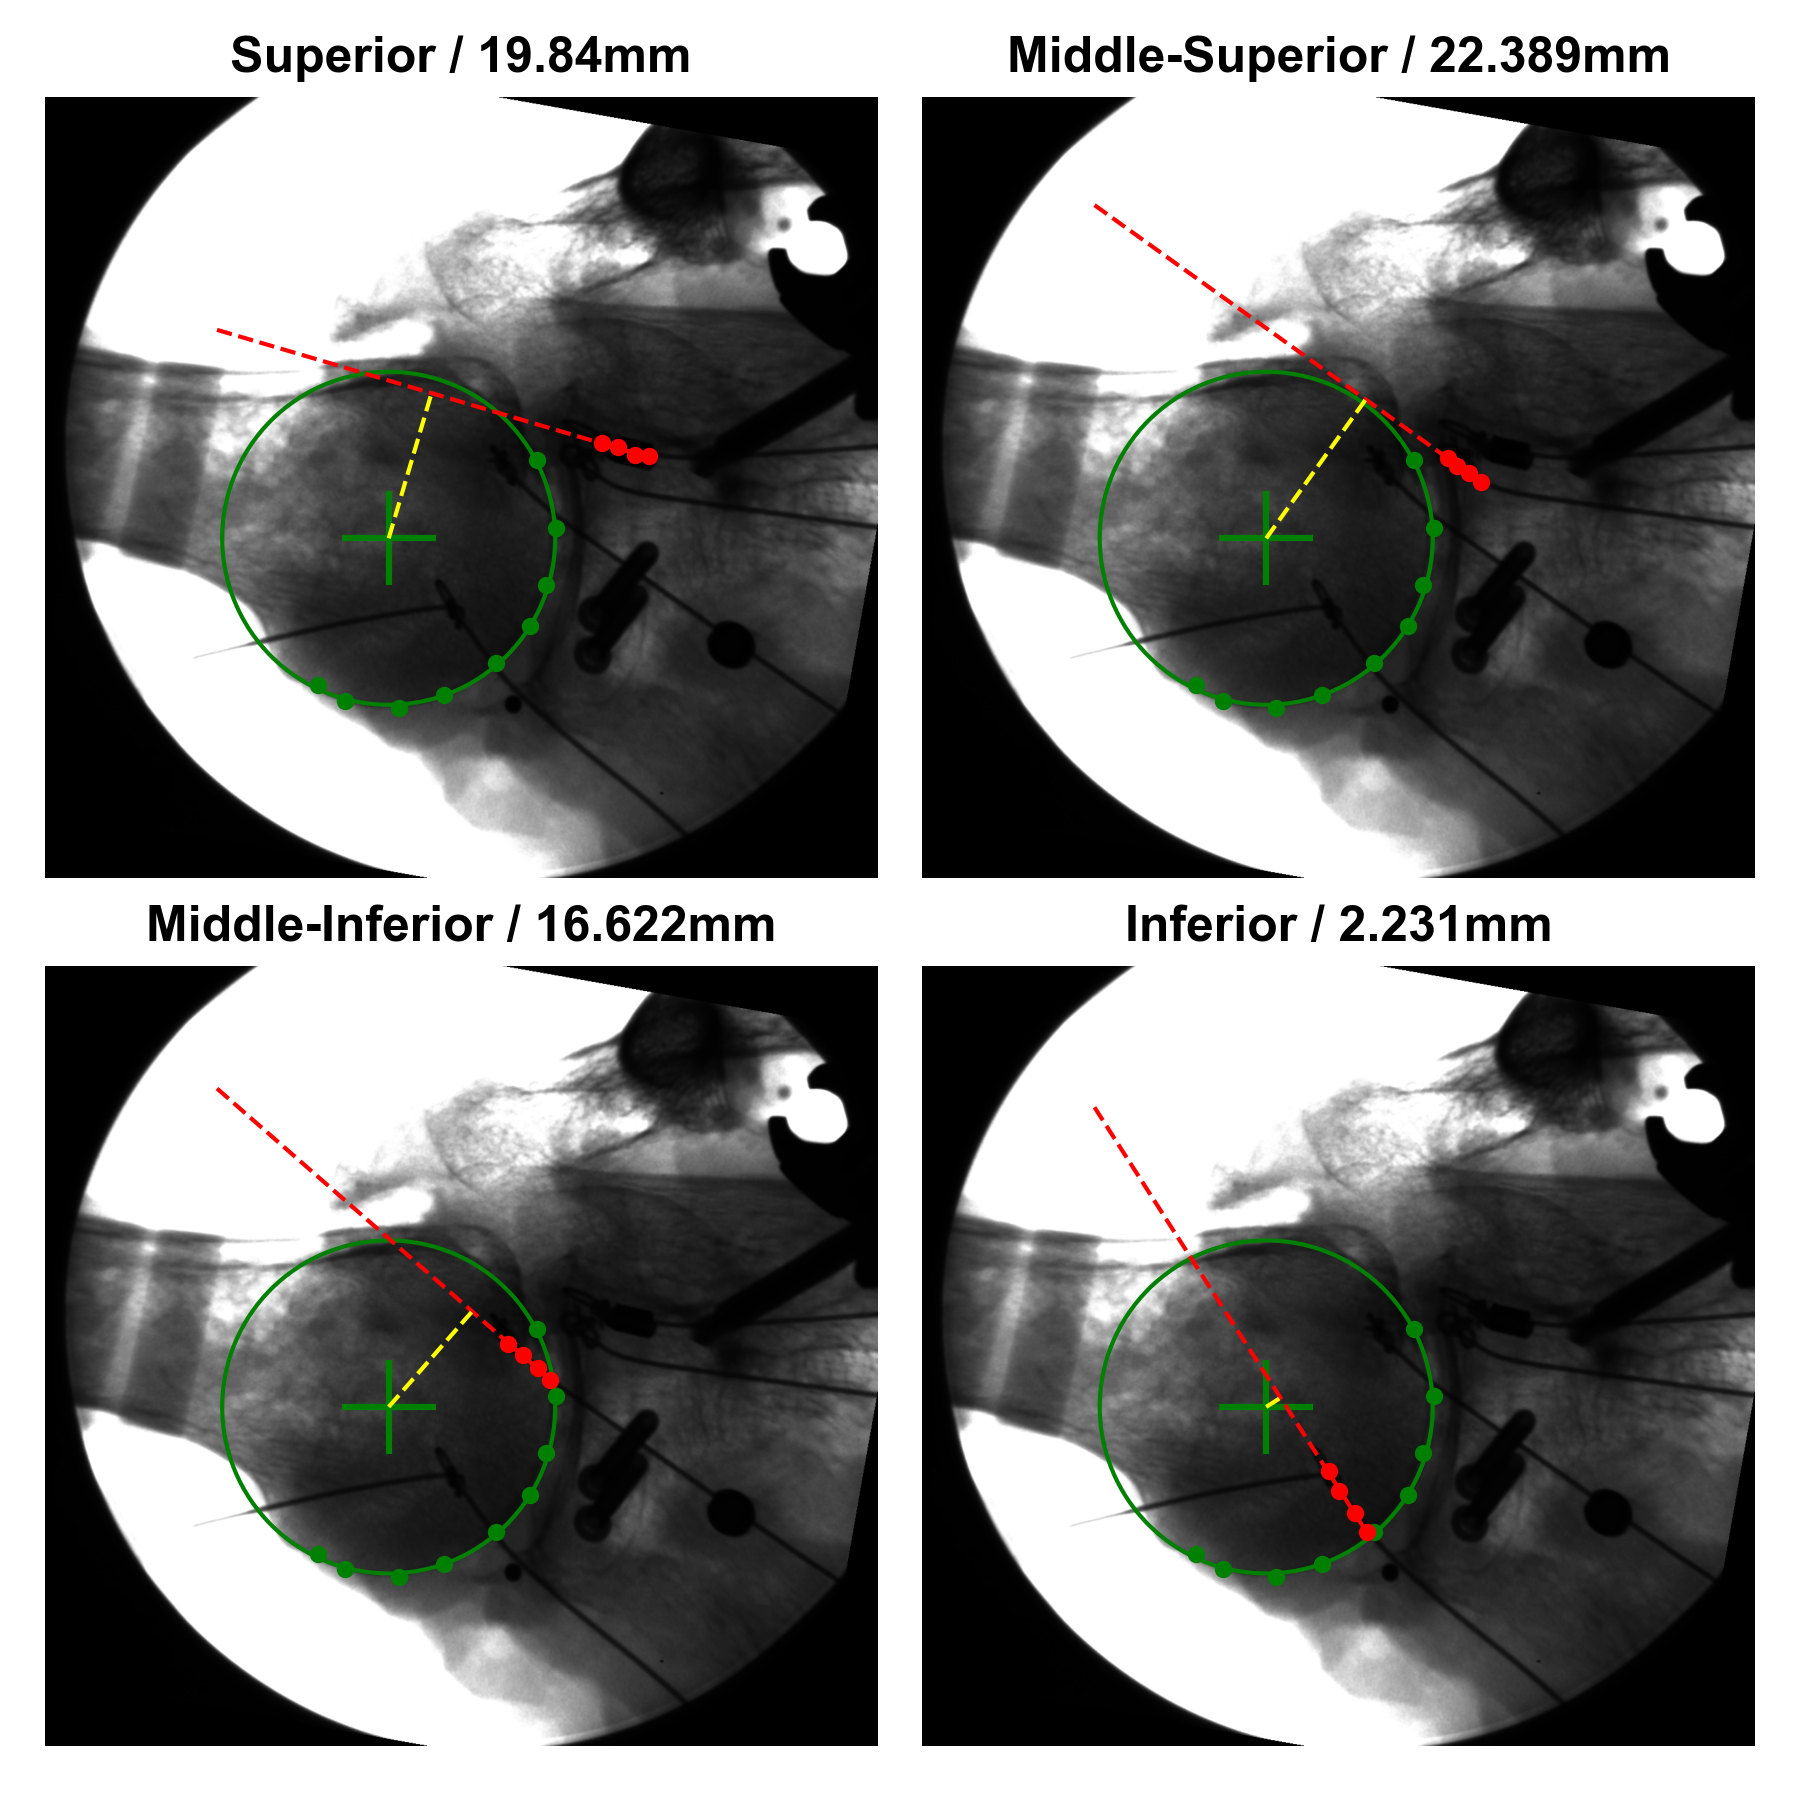 Superior / 19.84mm
Middle-Superior / 22.389mm
Middle-Inferior / 16.622mm
Inferior / 2.231mm